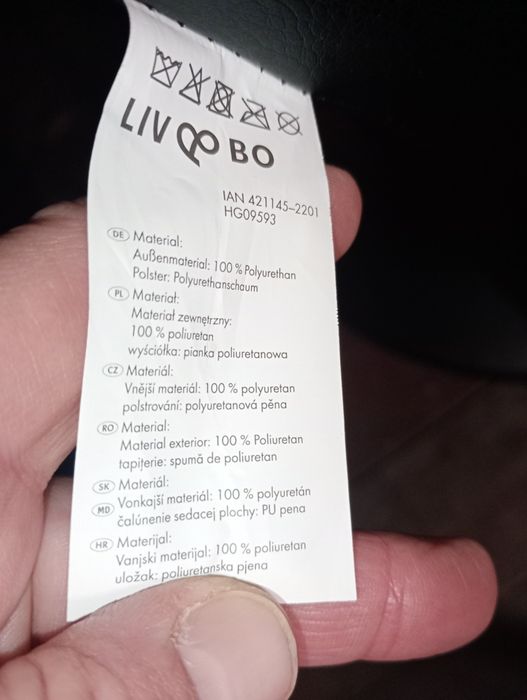 LIV & BO
IAN 421145-2201
HG09593
DE Material:
Außenmaterial: 100 % Polyurethan
Polster: Polyurethanschaum
PL Materiał:
Materiał zewnętrzny:
100 % poliuretan
wyściółka: pianka poliuretanowa
CZ Materiál:
Vnější materiál: 100 % polyuretan
polstrování: polyuretanová pěna
RO Material:
Material exterior: 100 % Poliuretan
tapițerie: spumă de poliuretan
SK Materiál:
MD Vonkajší materiál: 100 % polyuretán
čalúnenie sedacej plochy: PU pena
HR Materijal:
Vanjski materijal: 100 % poliuretan
uložak: poliuretanska pjena